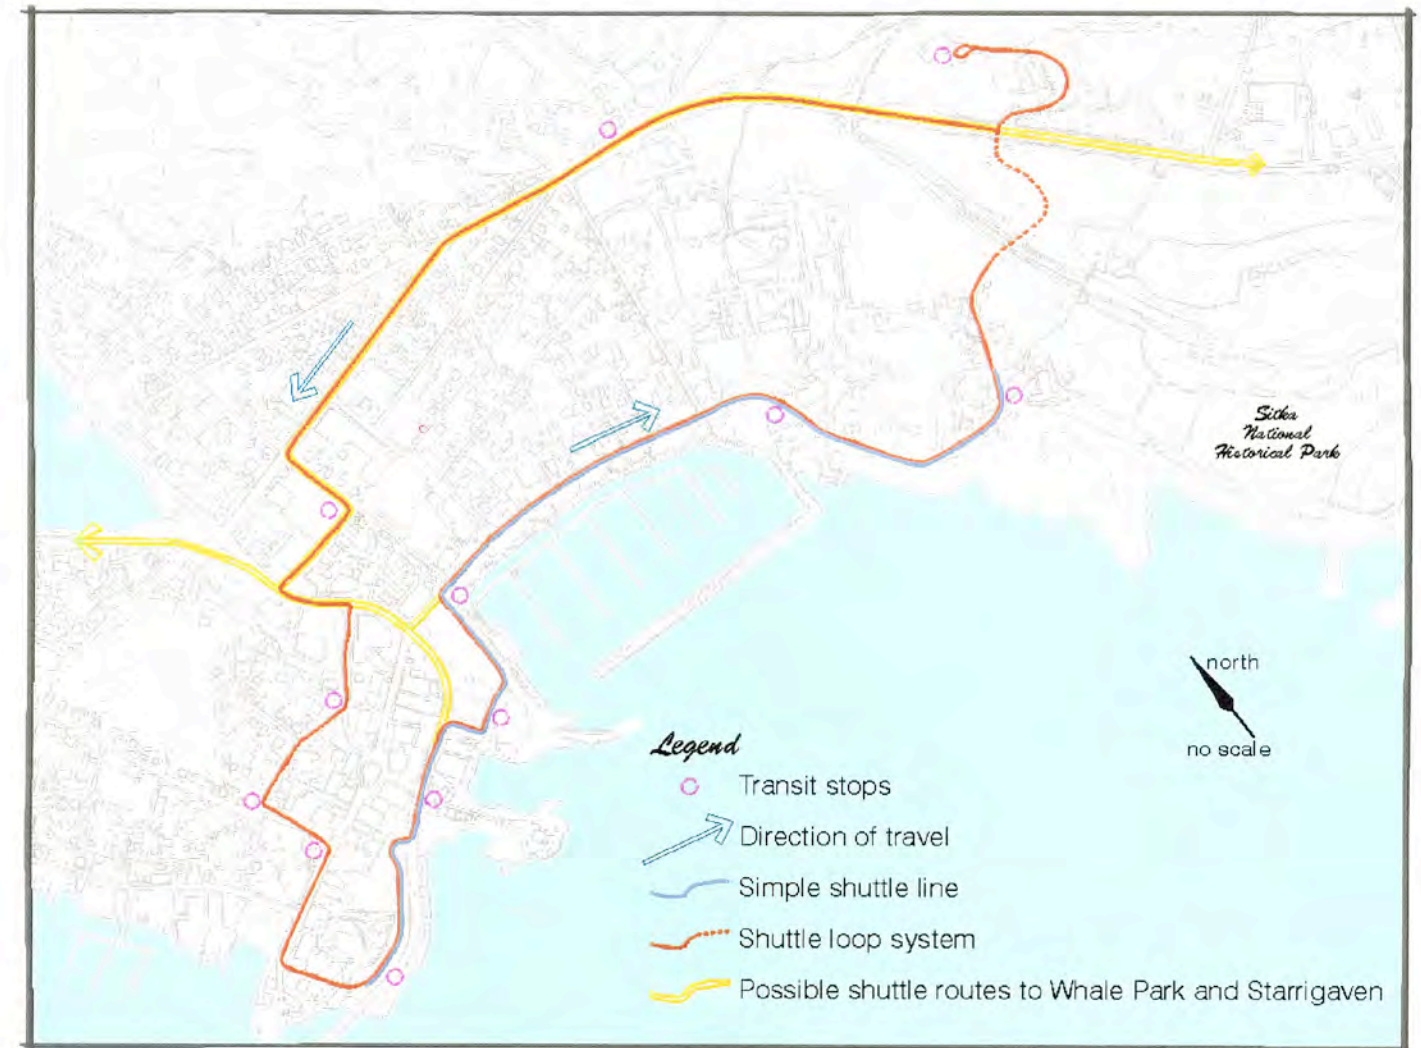 Sitka
National
Historical Park
north
no scale
Legend
Transit stops
Direction of travel
Simple shuttle line
Shuttle loop system
Possible shuttle routes to Whale Park and Starrigaven